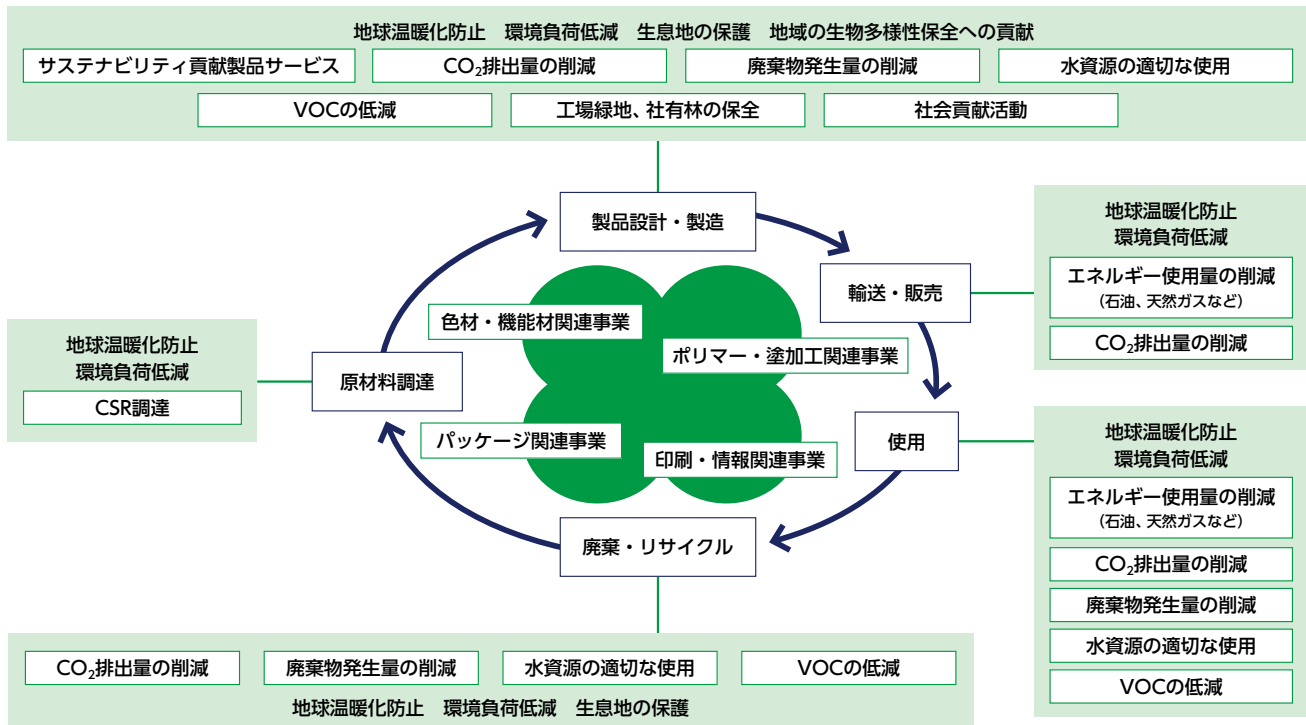 地球温暖化防止　環境負荷低減　生息地の保護　地域の生物多様性保全への貢献
サステナビリティ貢献製品サービス
CO₂排出量の削減
廃棄物発生量の削減
水資源の適切な使用
VOCの低減
工場緑地、社有林の保全
社会貢献活動
製品設計・製造
輸送・販売
地球温暖化防止
環境負荷低減
エネルギー使用量の削減
（石油、天然ガスなど）
CO₂排出量の削減
色材・機能材関連事業
ポリマー・塗加工関連事業
パッケージ関連事業
印刷・情報関連事業
地球温暖化防止
環境負荷低減
CSR調達
原材料調達
使用
地球温暖化防止
環境負荷低減
エネルギー使用量の削減
（石油、天然ガスなど）
CO₂排出量の削減
廃棄物発生量の削減
水資源の適切な使用
VOCの低減
廃棄・リサイクル
CO₂排出量の削減
廃棄物発生量の削減
水資源の適切な使用
VOCの低減
地球温暖化防止　環境負荷低減　生息地の保護